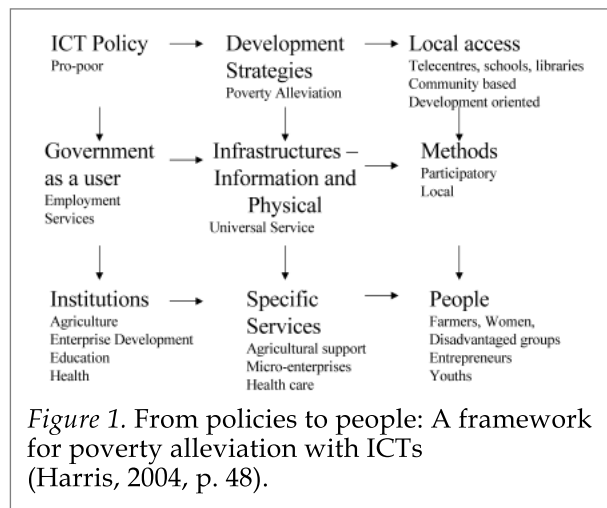 ICT Policy
Pro-poor
Development
Strategies
Poverty Alleviation
Local access
Telecentres, schools, libraries
Community based
Development oriented
Government
as a user
Employment
Services
Infrastructures –
Information and
Physical
Universal Service
Methods
Participatory
Local
Institutions
Agriculture
Enterprise Development
Education
Health
Specific
Services
Agricultural support
Micro-enterprises
Health care
People
Farmers, Women,
Disadvantaged groups
Entrepreneurs
Youths
Figure 1. From policies to people: A framework
for poverty alleviation with ICTs
(Harris, 2004, p. 48).